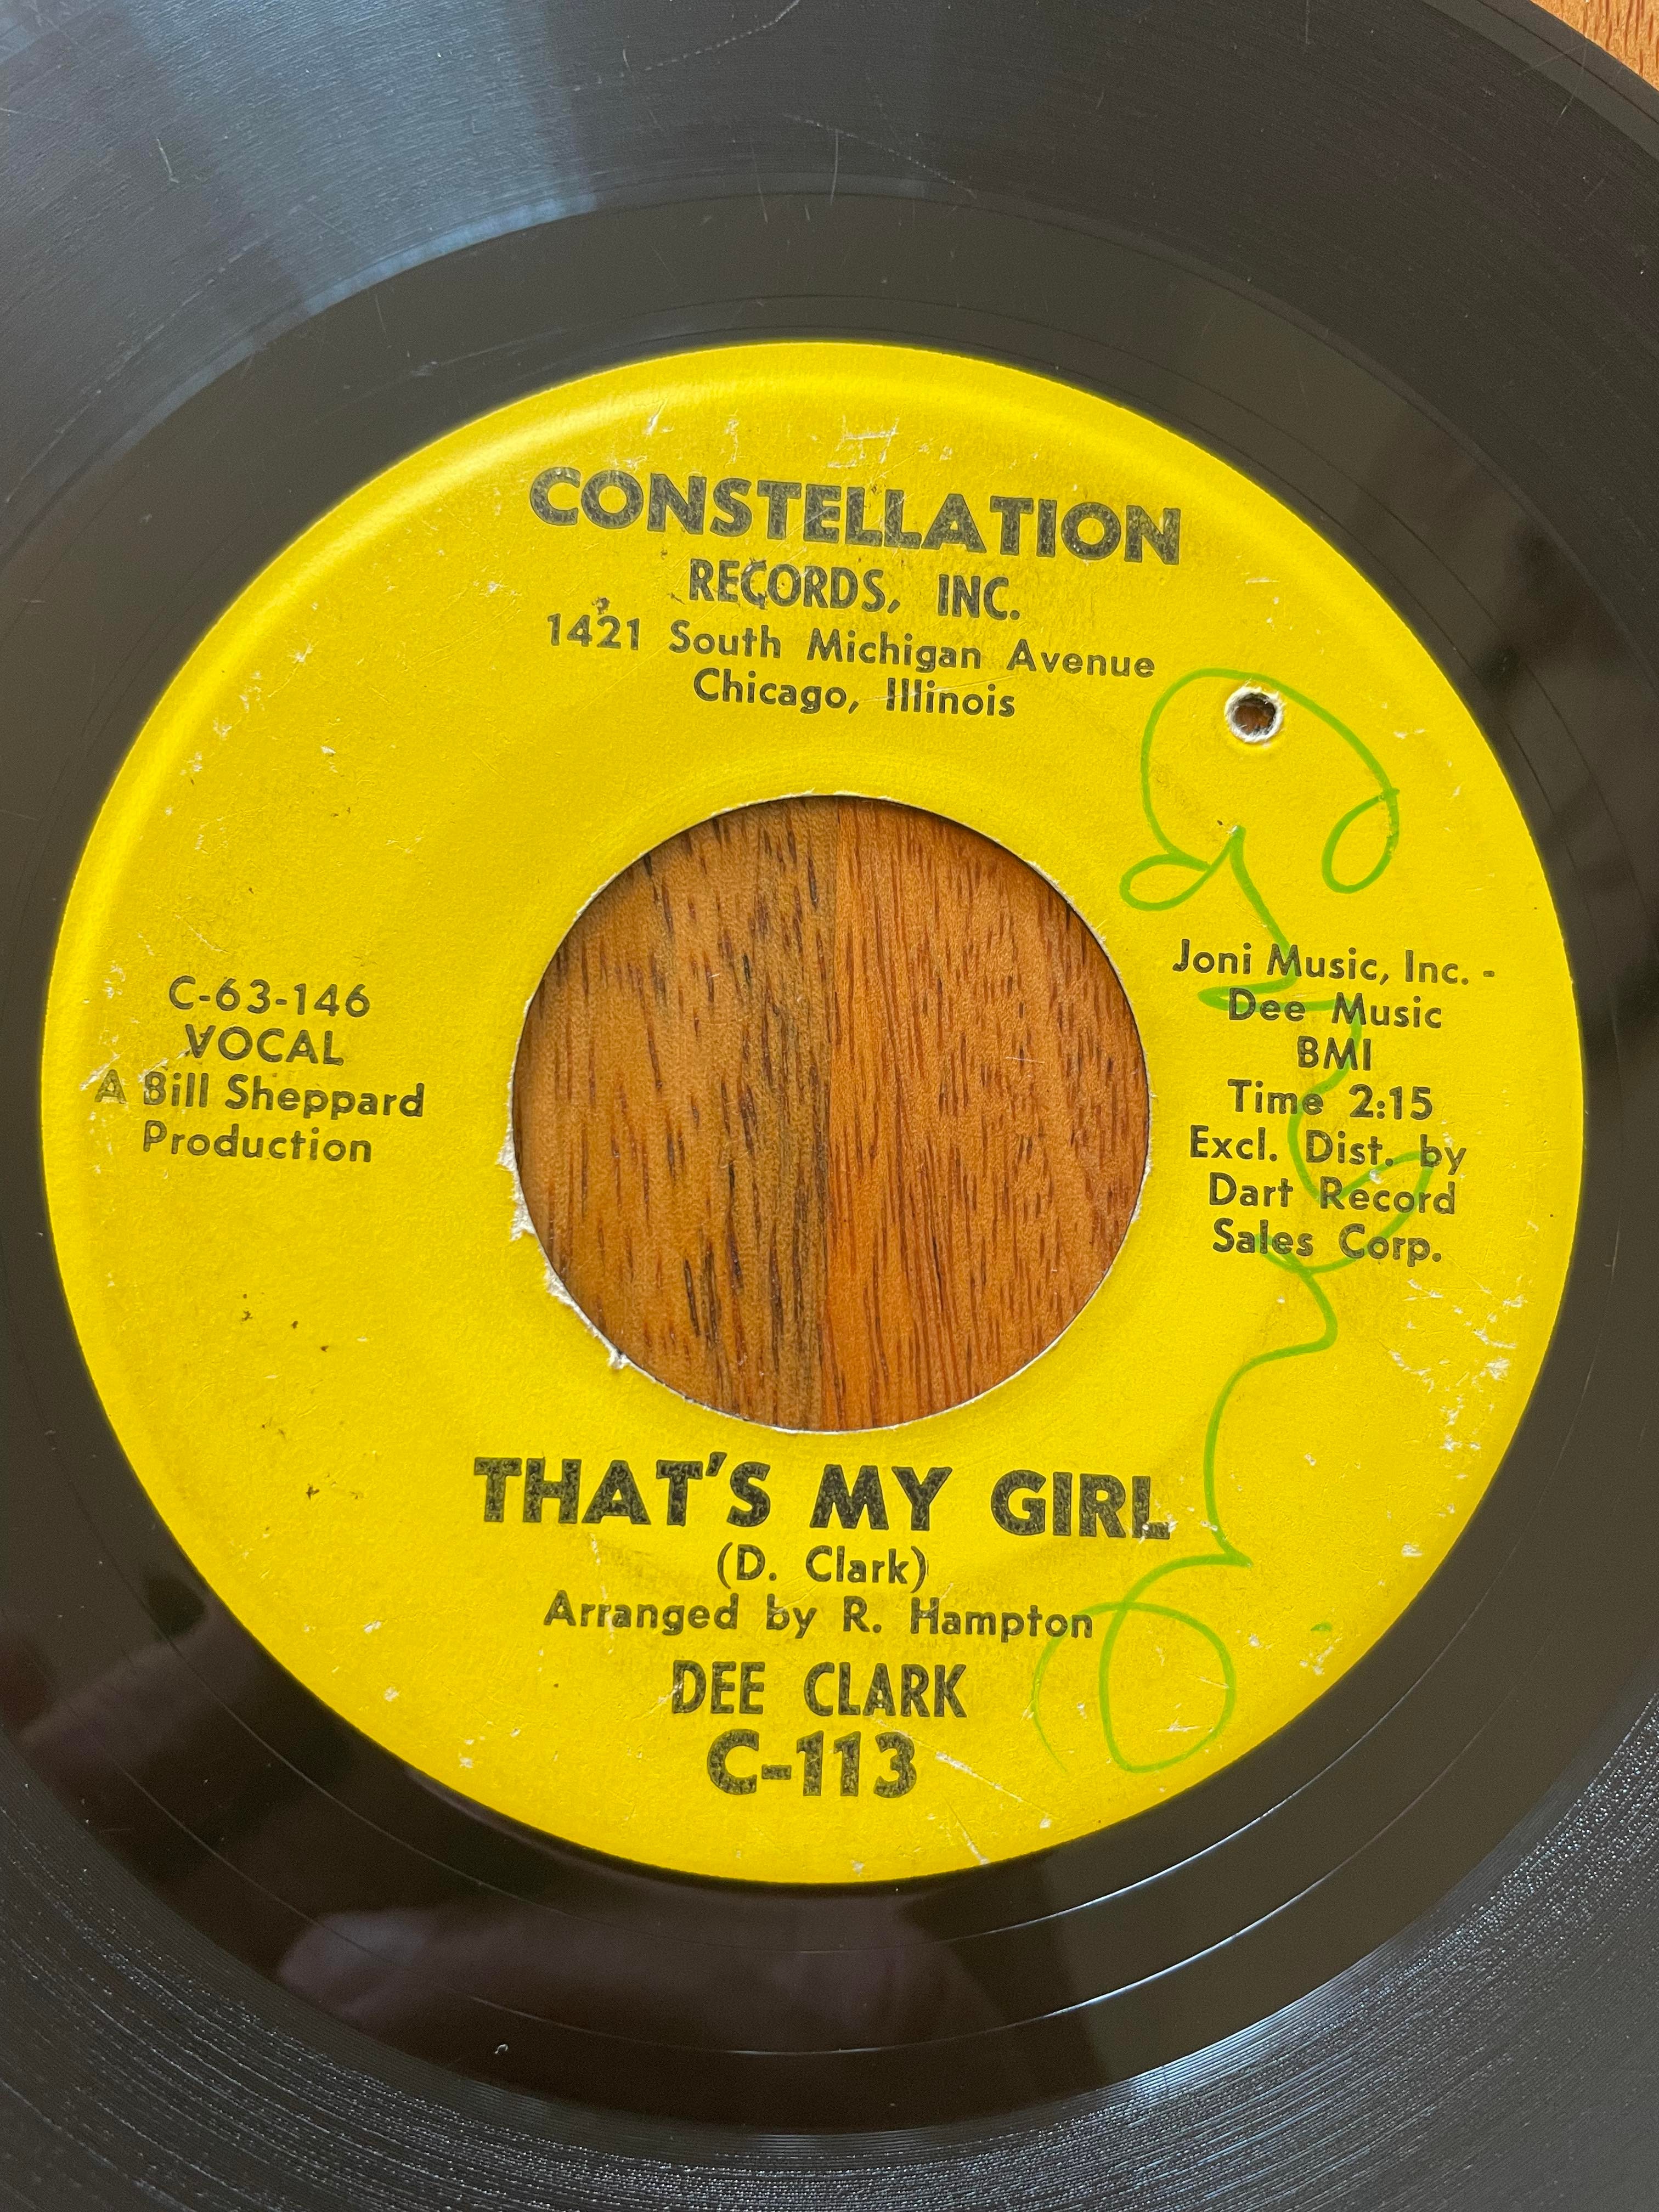 CONSTELLATION
RECORDS, INC.
1421 South Michigan Avenue
Chicago, Illinois
C-63-146
VOCAL
A Bill Sheppard
Production
Joni Music, Inc. -
Dee Music
BMI
Time 2:15
Excl. Dist. by
Dart Record
Sales Corp.
THAT'S MY GIRL
(D. Clark)
Arranged by R. Hampton
DEE CLARK
C-113